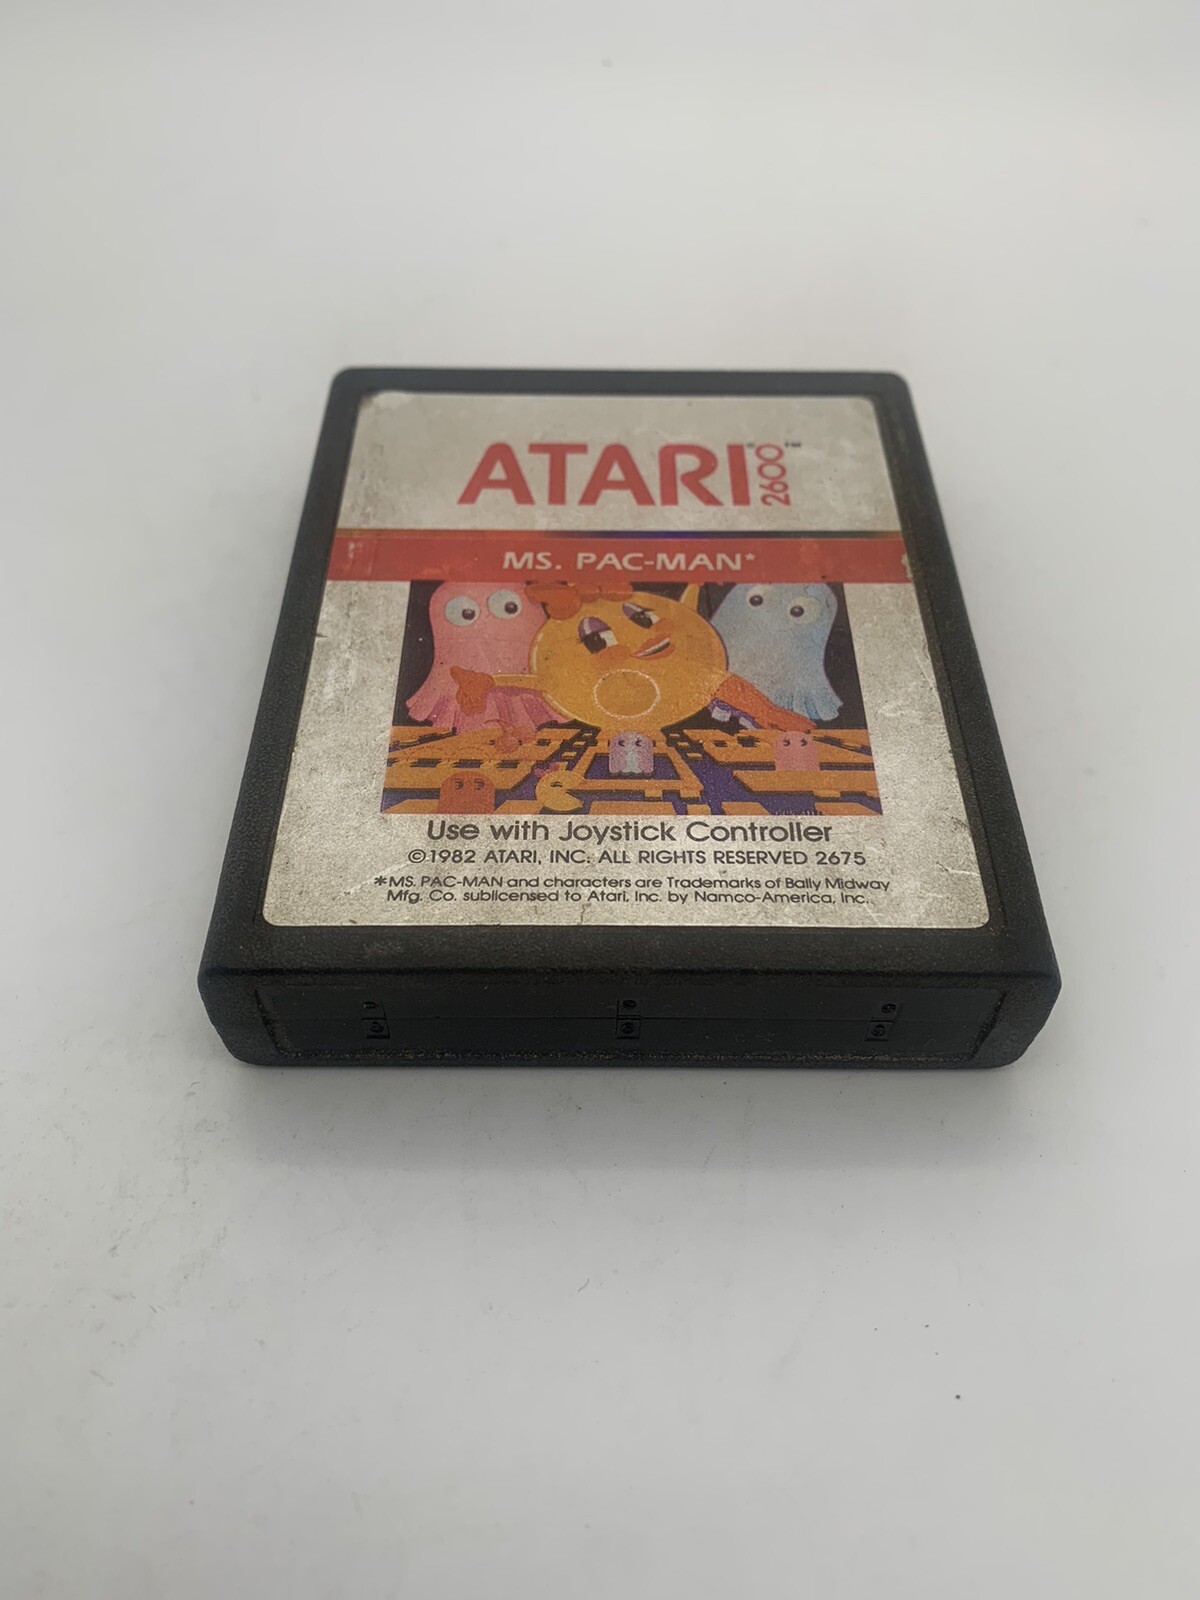 ATARI® 2600™
MS. PAC-MAN*
Use with Joystick Controller
©1982 ATARI, INC. ALL RIGHTS RESERVED 2675
*MS. PAC-MAN and characters are Trademarks of Bally Midway
Mfg. Co. sublicensed to Atari, Inc. by Namco-America, Inc.